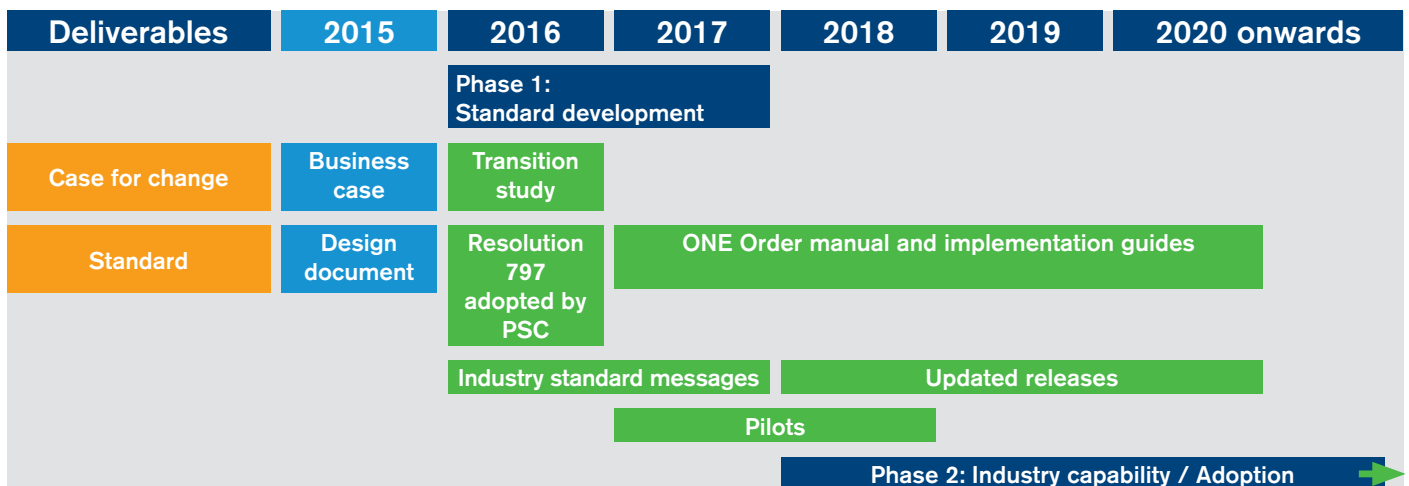 Deliverables 2015 2016 2017 2018 2019 2020 onwards
Phase 1:
Standard development
Case for change
Business
case
Transition
study
Standard
Design
document
Resolution
797
adopted by
PSC
ONE Order manual and implementation guides
Industry standard messages
Updated releases
Pilots
Phase 2: Industry capability / Adoption